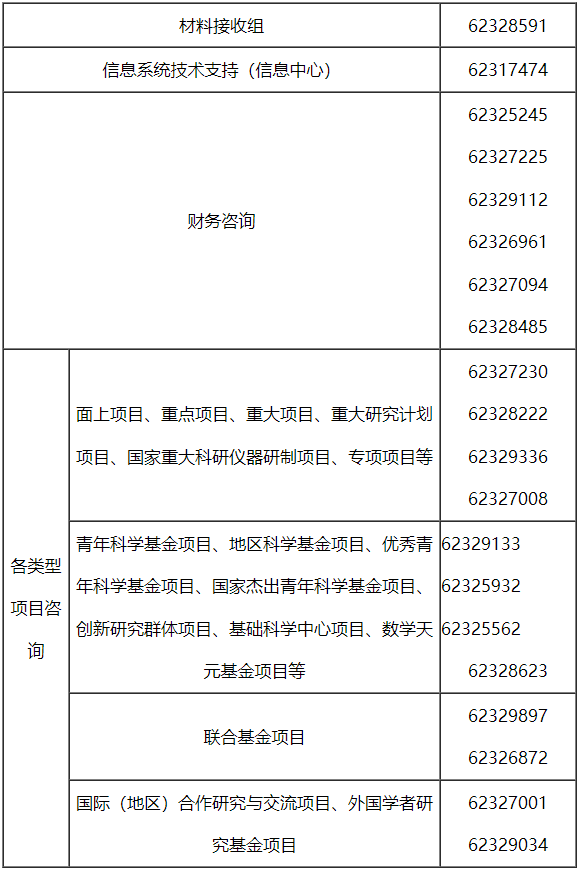 材料接收组
62328591
信息系统技术支持（信息中心）
62317474
财务咨询
62325245
62327225
62329112
62326961
62327094
62328485
各类型
项目咨
询
面上项目、重点项目、重大项目、重大研究计划
项目、国家重大科研仪器研制项目、专项项目等
62327230
62328222
62329336
62327008
青年科学基金项目、地区科学基金项目、优秀青
年科学基金项目、国家杰出青年科学基金项目、
创新研究群体项目、基础科学中心项目、数学天
元基金项目等
62329133
62325932
62325562
62328623
联合基金项目
62329897
62326872
国际（地区）合作研究与交流项目、外国学者研
究基金项目
62327001
62329034